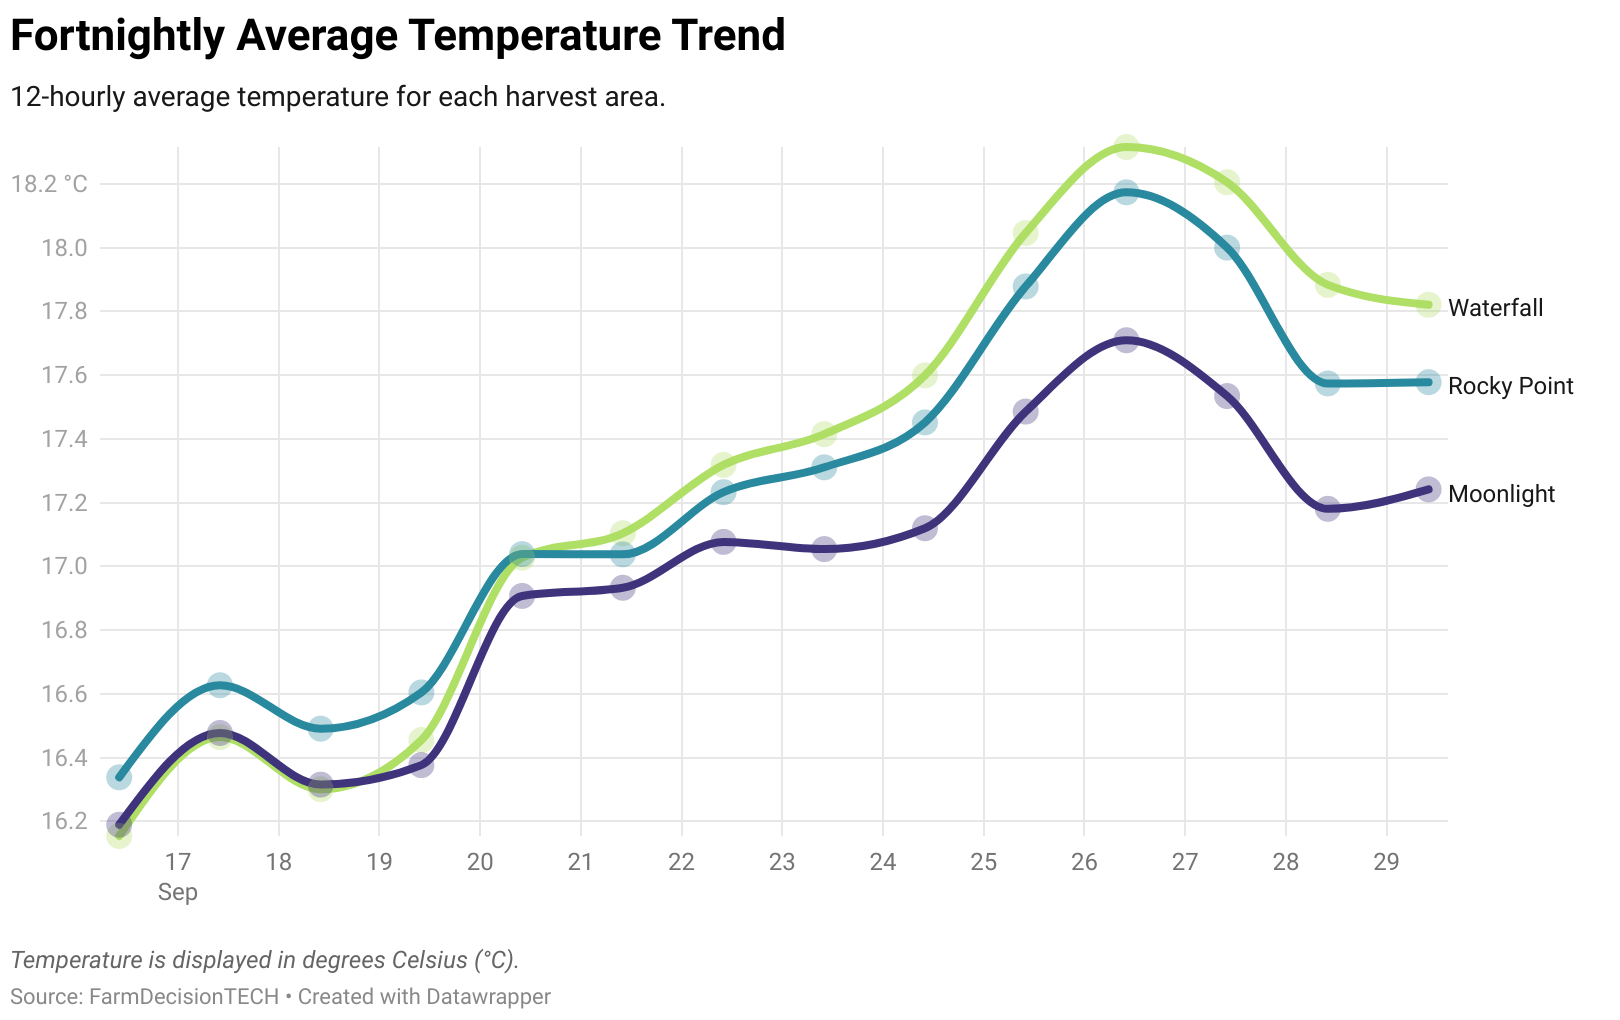 Fortnightly Average Temperature Trend
12-hourly average temperature for each harvest area.
18.2 °C
18.0
17.8
17.6
17.4
17.2
17.0
16.8
16.6
16.4
16.2
Waterfall
Rocky Point
Moonlight
17 18 19 20 21 22 23 24 25 26 27 28 29
Sep
Temperature is displayed in degrees Celsius (°C).
Source: FarmDecisionTECH • Created with Datawrapper